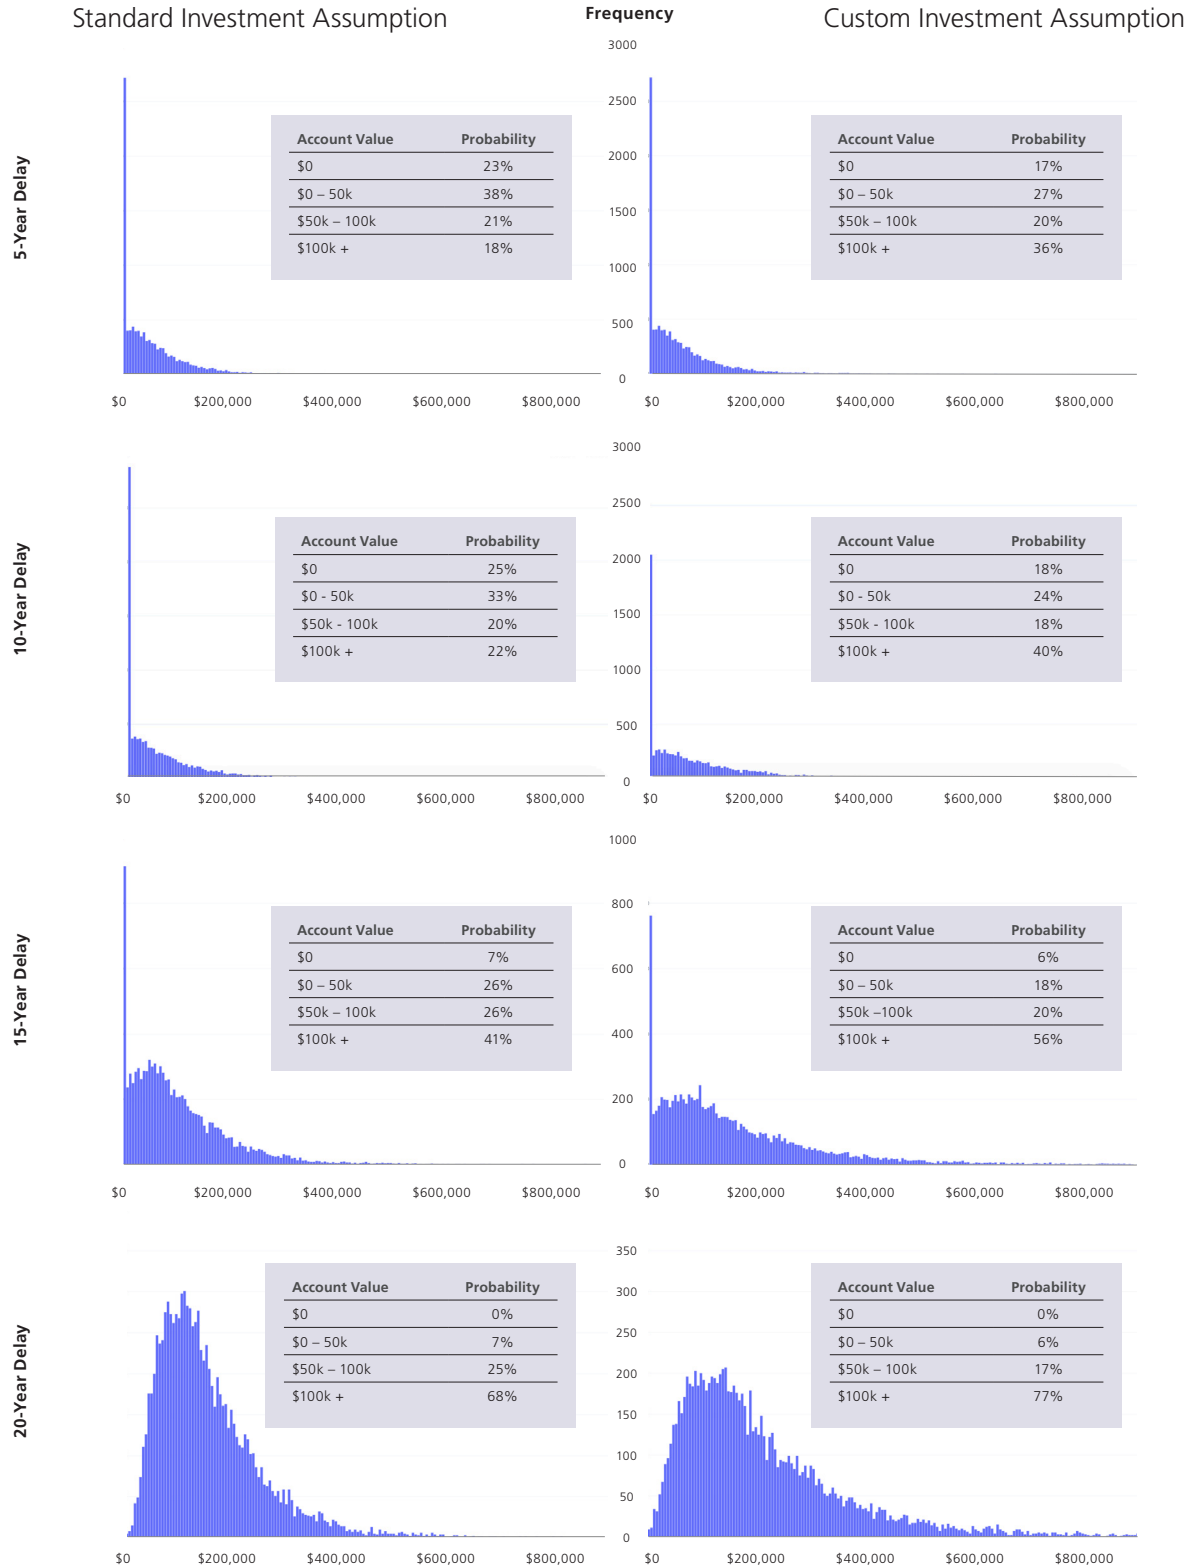 Standard Investment Assumption
Frequency
Custom Investment Assumption
5-Year Delay
Account Value Probability
$0 23%
$0 – 50k 38%
$50k – 100k 21%
$100k + 18%
$0 $200,000 $400,000 $600,000 $800,000
3000
2500
2000
1500
1000
500
0
Account Value Probability
$0 17%
$0 – 50k 27%
$50k – 100k 20%
$100k + 36%
$0 $200,000 $400,000 $600,000 $800,000
10-Year Delay
Account Value Probability
$0 25%
$0 - 50k 33%
$50k - 100k 20%
$100k + 22%
$0 $200,000 $400,000 $600,000 $800,000
3000
2500
2000
1500
1000
500
0
Account Value Probability
$0 18%
$0 - 50k 24%
$50k - 100k 18%
$100k + 40%
$0 $200,000 $400,000 $600,000 $800,000
15-Year Delay
Account Value Probability
$0 7%
$0 – 50k 26%
$50k – 100k 26%
$100k + 41%
$0 $200,000 $400,000 $600,000 $800,000
1000
800
600
400
200
0
Account Value Probability
$0 6%
$0 – 50k 18%
$50k –100k 20%
$100k + 56%
$0 $200,000 $400,000 $600,000 $800,000
20-Year Delay
Account Value Probability
$0 0%
$0 – 50k 7%
$50k – 100k 25%
$100k + 68%
$0 $200,000 $400,000 $600,000 $800,000
350
300
250
200
150
100
50
0
Account Value Probability
$0 0%
$0 – 50k 6%
$50k – 100k 17%
$100k + 77%
$0 $200,000 $400,000 $600,000 $800,000